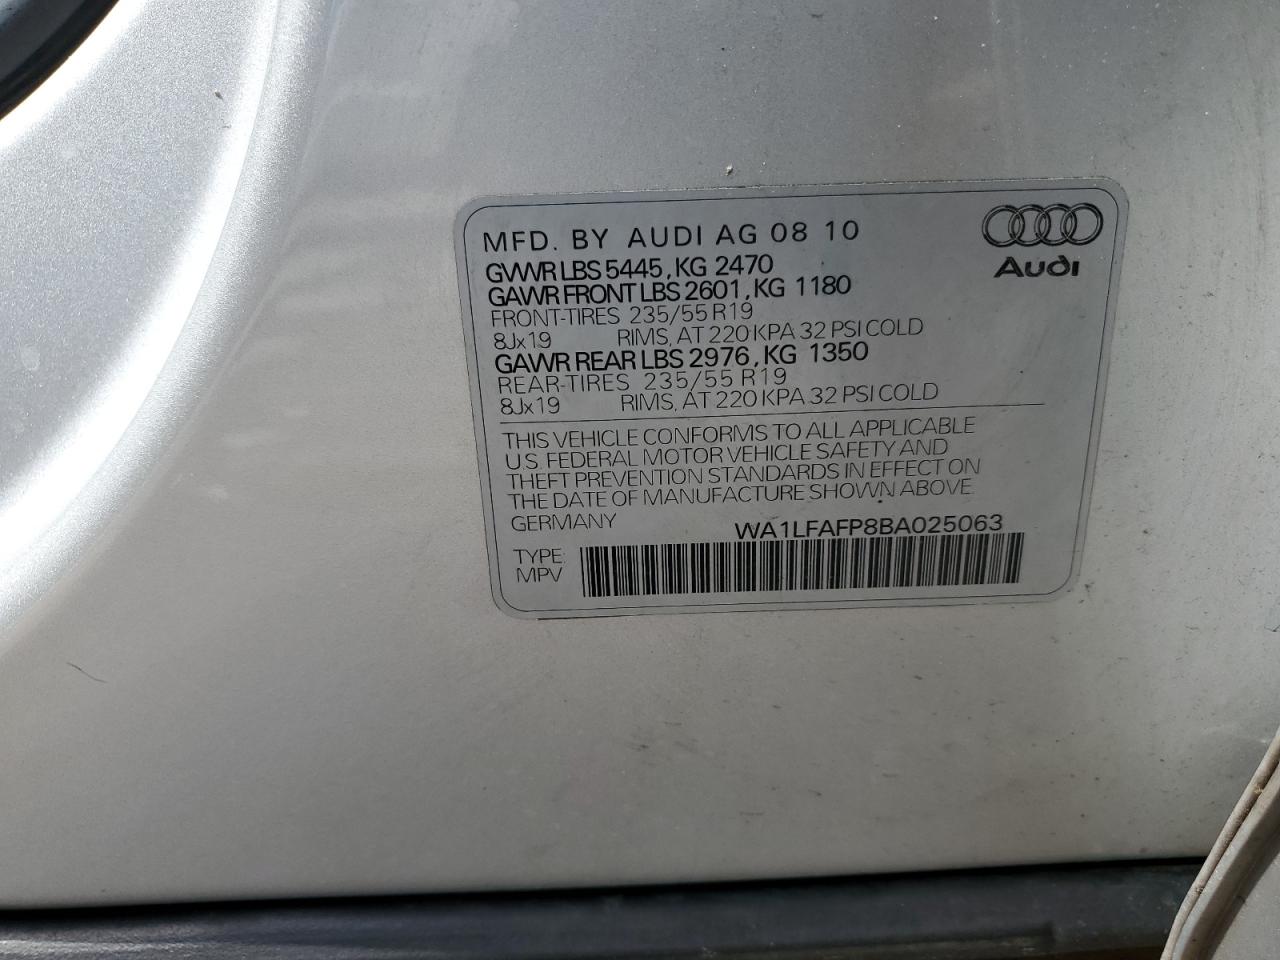 MFD. BY AUDI AG 08 10
Audi
GVWR LBS 5445, KG 2470
GAWR FRONT LBS 2601, KG 1180
FRONT-TIRES 235/55 R19
8Jx19 RIMS, AT 220 KPA 32 PSI COLD
GAWR REAR LBS 2976, KG 1350
REAR-TIRES 235/55 R19
8Jx19 RIMS, AT 220 KPA 32 PSI COLD
THIS VEHICLE CONFORMS TO ALL APPLICABLE
U.S. FEDERAL MOTOR VEHICLE SAFETY AND
THEFT PREVENTION STANDARDS IN EFFECT ON
THE DATE OF MANUFACTURE SHOWN ABOVE.
GERMANY WA1LFAFP8BA025063
TYPE:
MPV